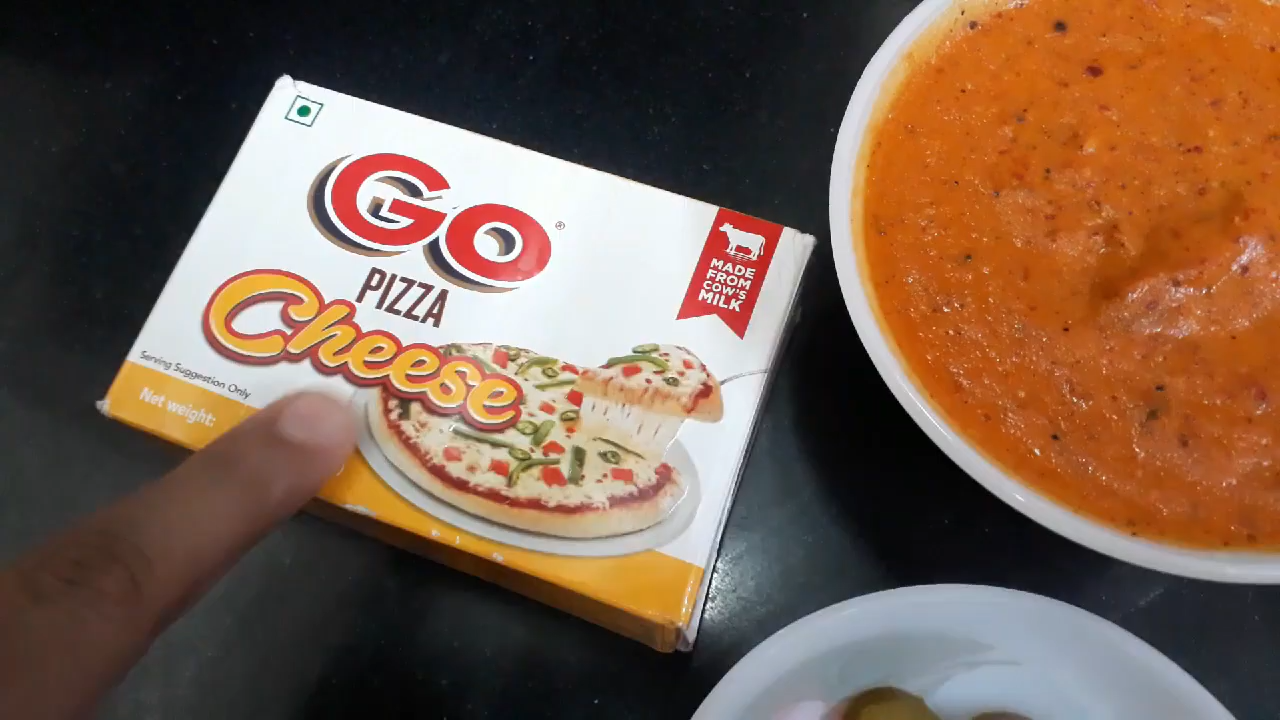 GO®
PIZZA
Cheese
MADE
FROM
COW'S
MILK
Serving Suggestion Only
Net weight: